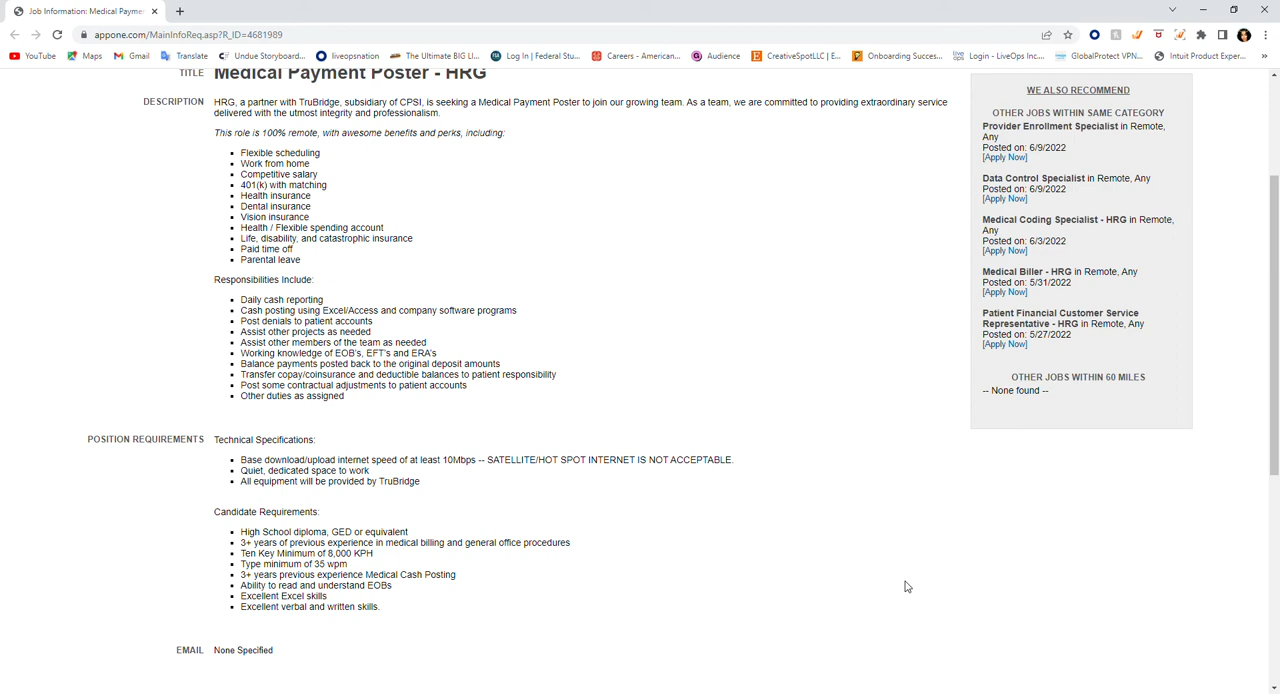 Job Information: Medical Payme
appone.com/MainInfoReq.asp?R_ID=4681989
YouTube Maps Gmail Translate Undue Storyboard... liveopsnation The Ultimate BIG LI... Log In | Federal Stu... Careers - American... Audience CreativeSpotLLC | E... Onboarding Success... Login - LiveOps Inc.... GlobalProtect VPN... Intuit Product Exper... »
TITLE Medical Payment Poster - HRG
DESCRIPTION HRG, a partner with TruBridge, subsidiary of CPSI, is seeking a Medical Payment Poster to join our growing team. As a team, we are committed to providing extraordinary service
delivered with the utmost integrity and professionalism.
This role is 100% remote, with awesome benefits and perks, including:
Flexible scheduling
Work from home
Competitive salary
401(k) with matching
Health insurance
Dental insurance
Vision insurance
Health / Flexible spending account
Life, disability, and catastrophic insurance
Paid time off
Parental leave
Responsibilities Include:
Daily cash reporting
Cash posting using Excel/Access and company software programs
Post denials to patient accounts
Assist other projects as needed
Assist other members of the team as needed
Working knowledge of EOB's, EFT's and ERA's
Balance payments posted back to the original deposit amounts
Transfer copay/coinsurance and deductible balances to patient responsibility
Post some contractual adjustments to patient accounts
Other duties as assigned
POSITION REQUIREMENTS Technical Specifications:
Base download/upload internet speed of at least 10Mbps -- SATELLITE/HOT SPOT INTERNET IS NOT ACCEPTABLE.
Quiet, dedicated space to work
All equipment will be provided by TruBridge
Candidate Requirements:
High School diploma, GED or equivalent
3+ years of previous experience in medical billing and general office procedures
Ten Key Minimum of 8,000 KPH
Type minimum of 35 wpm
3+ years previous experience Medical Cash Posting
Ability to read and understand EOBs
Excellent Excel skills
Excellent verbal and written skills.
EMAIL None Specified
WE ALSO RECOMMEND
OTHER JOBS WITHIN SAME CATEGORY
Provider Enrollment Specialist in Remote,
Any
Posted on: 6/9/2022
[Apply Now]
Data Control Specialist in Remote, Any
Posted on: 6/9/2022
[Apply Now]
Medical Coding Specialist - HRG in Remote,
Any
Posted on: 6/3/2022
[Apply Now]
Medical Biller - HRG in Remote, Any
Posted on: 5/31/2022
[Apply Now]
Patient Financial Customer Service
Representative - HRG in Remote, Any
Posted on: 5/27/2022
[Apply Now]
OTHER JOBS WITHIN 60 MILES
-- None found --